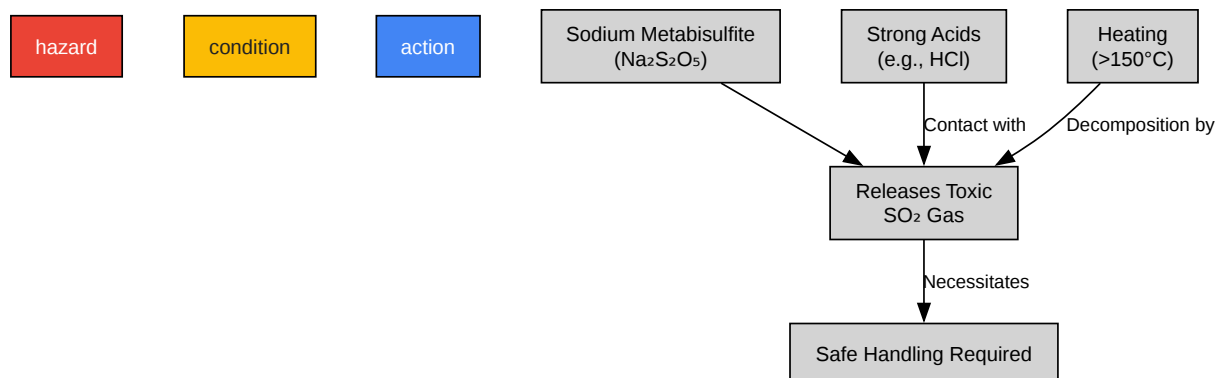 hazard
condition
action
Sodium Metabisulfite
(Na₂S₂O₅)
Strong Acids
(e.g., HCl)
Heating
(>150°C)
Contact with
Decomposition by
Releases Toxic
SO₂ Gas
Necessitates
Safe Handling Required